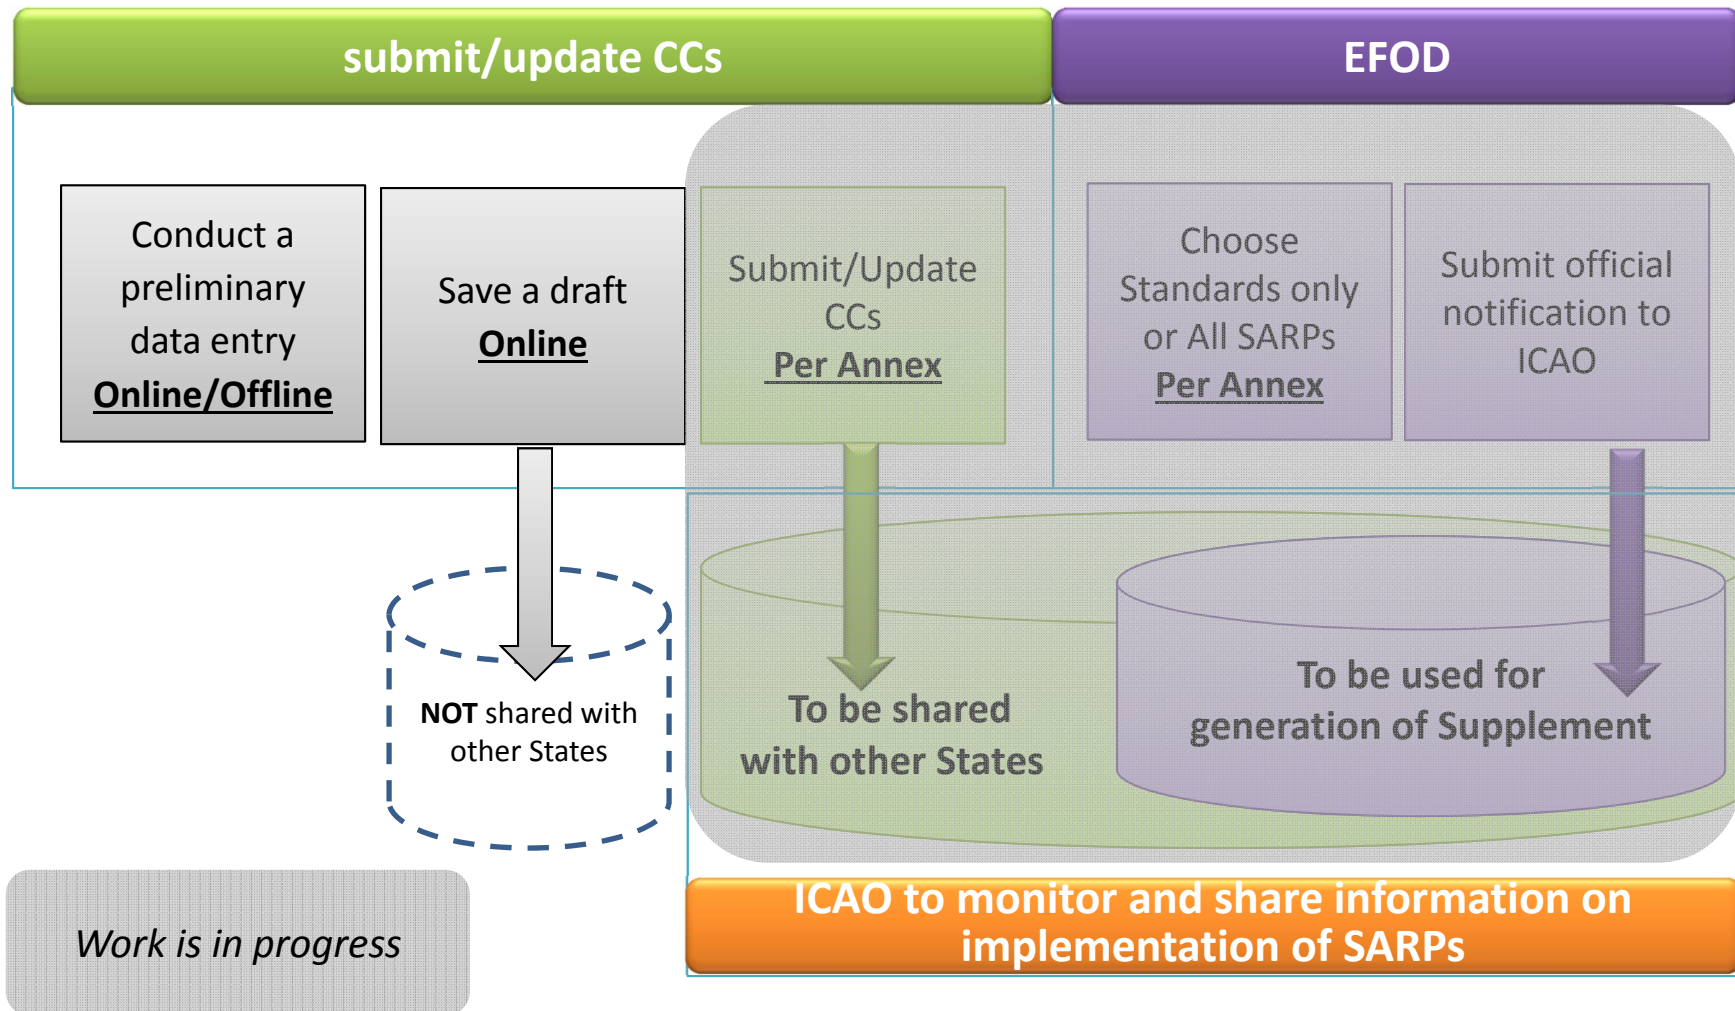 submit/update CCs
EFOD
Conduct a
preliminary
data entry
Online/Offline
Save a draft
Online
Submit/Update
CCs
Per Annex
Choose
Standards only
or All SARPs
Per Annex
Submit official
notification to
ICAO
NOT shared with
other States
To be shared
with other States
To be used for
generation of Supplement
Work is in progress
ICAO to monitor and share information on
implementation of SARPs